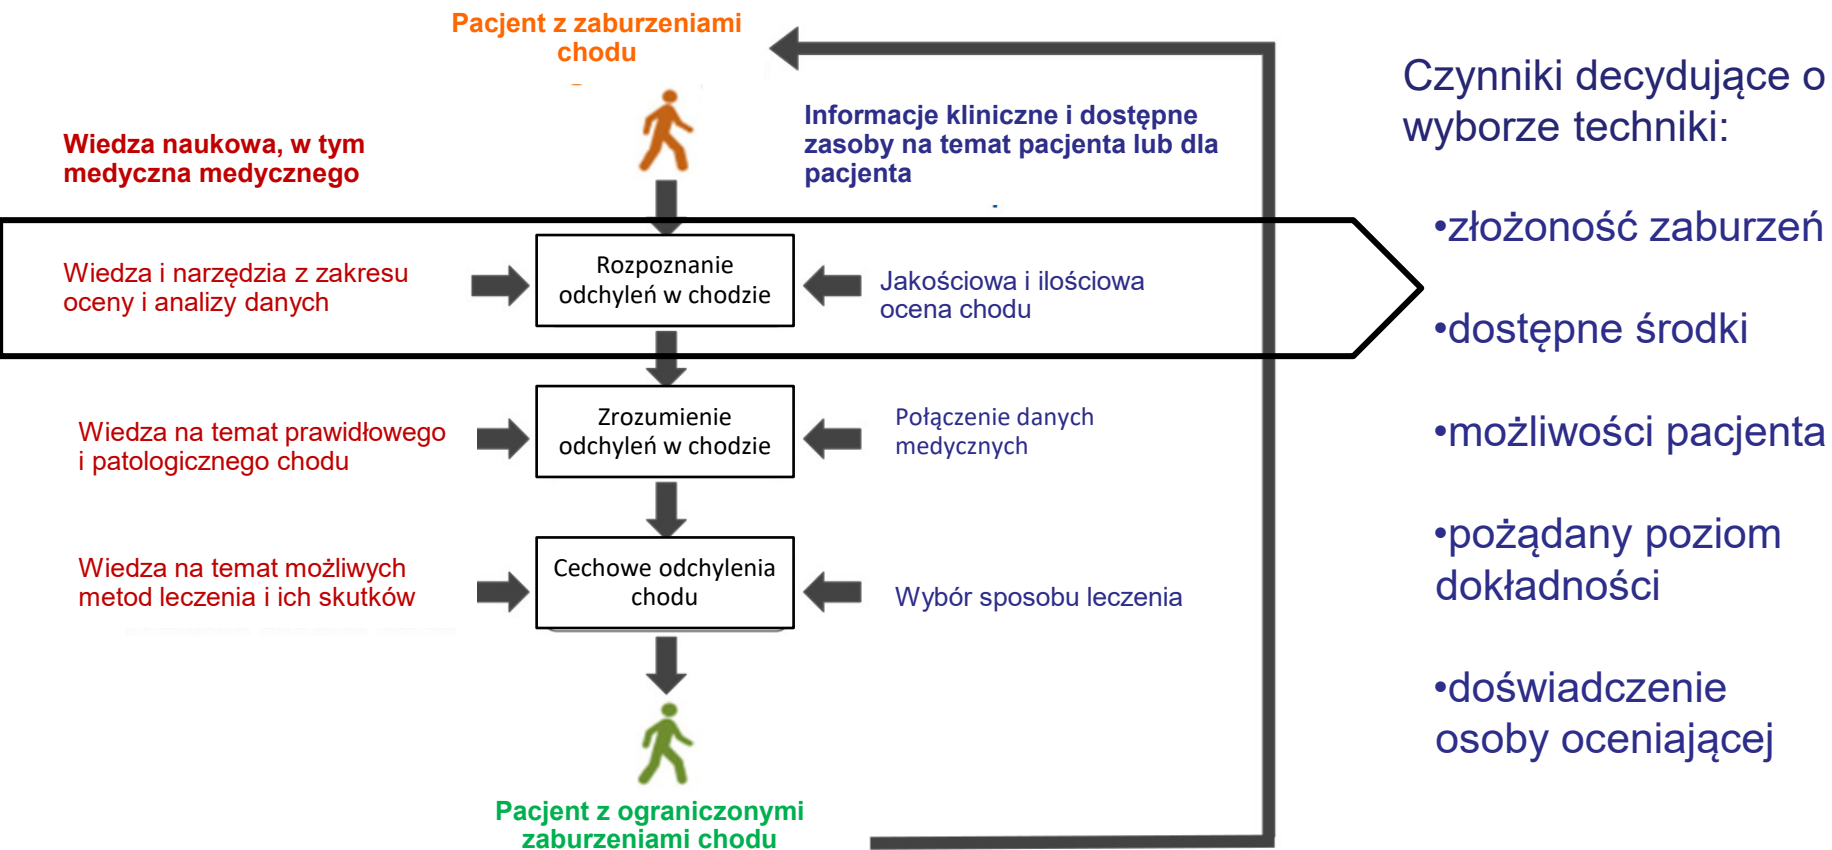 Pacjent z zaburzeniami
chodu
Wiedza naukowa, w tym
medyczna medycznego
Informacje kliniczne i dostępne
zasoby na temat pacjenta lub dla
pacjenta
Wiedza i narzędzia z zakresu
oceny i analizy danych
Rozpoznanie
odchyleń w chodzie
Jakościowa i ilościowa
ocena chodu
Wiedza na temat prawidłowego
i patologicznego chodu
Zrozumienie
odchyleń w chodzie
Połączenie danych
medycznych
Wiedza na temat możliwych
metod leczenia i ich skutków
Cechowe odchylenia
chodu
Wybór sposobu leczenia
Pacjent z ograniczonymi
zaburzeniami chodu
Czynniki decydujące o
wyborze techniki:
•złożoność zaburzeń
•dostępne środki
•możliwości pacjenta
•pożądany poziom
dokładności
•doświadczenie
osoby oceniającej